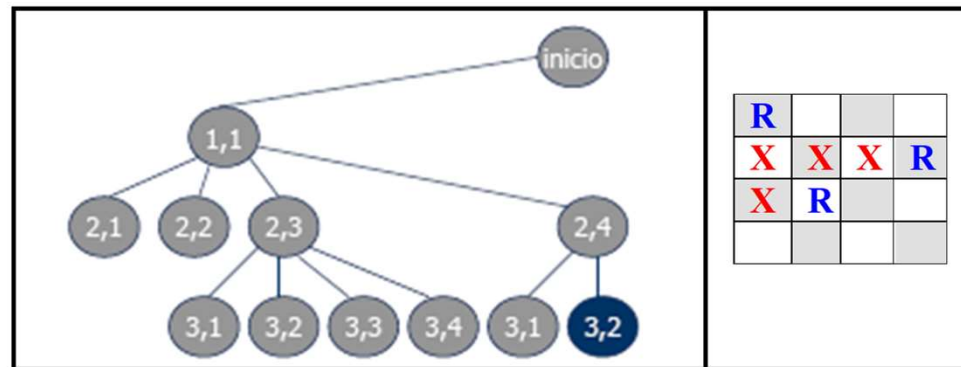 inicio
1,1
2,1 2,2 2,3 2,4
3,1 3,2 3,3 3,4 3,1 3,2
R
X X X R
X R